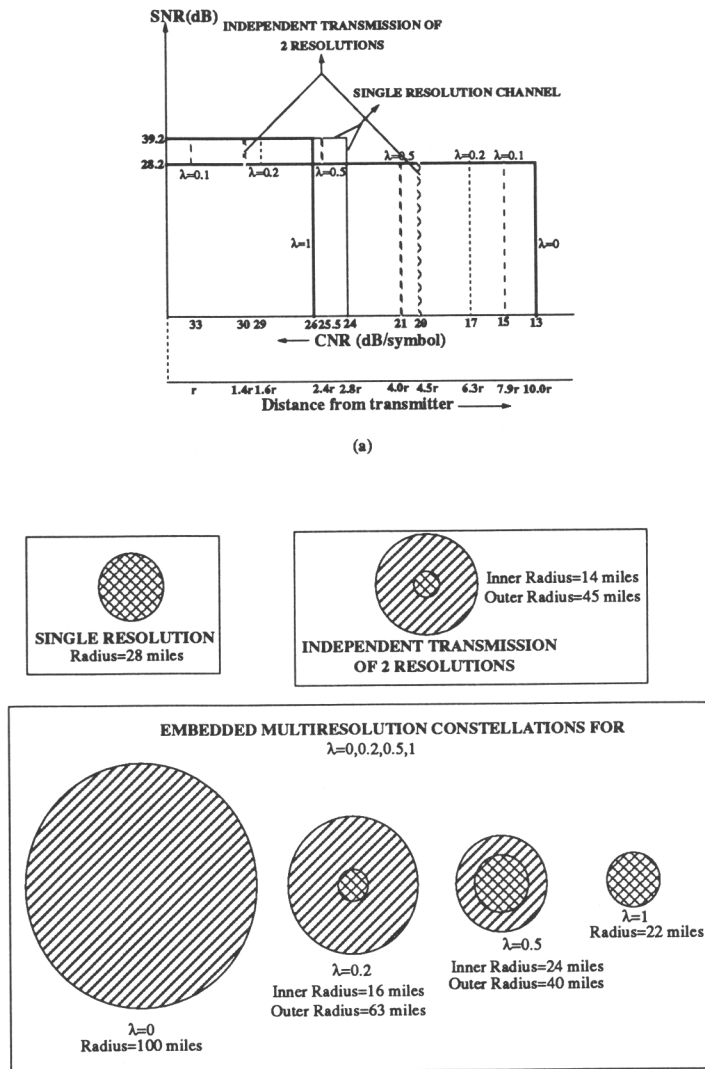 SNR(dB)
INDEPENDENT TRANSMISSION OF
2 RESOLUTIONS
SINGLE RESOLUTION CHANNEL
39.2
28.2
λ=0.1
λ=0.2
λ=0.5
λ=0.5
λ=0.2
λ=0.1
λ=1
λ=0
33 30 29 26 25.5 24 21 20 17 15 13
CNR (dB/symbol)
r 1.4r 1.6r 2.4r 2.8r 4.0r 4.5r 6.3r 7.9r 10.0r
Distance from transmitter
(a)
SINGLE RESOLUTION
Radius=28 miles
Inner Radius=14 miles
Outer Radius=45 miles
INDEPENDENT TRANSMISSION
OF 2 RESOLUTIONS
EMBEDDED MULTIRESOLUTION CONSTELLATIONS FOR
λ=0,0.2,0.5,1
λ=0
Radius=100 miles
λ=0.2
Inner Radius=16 miles
Outer Radius=63 miles
λ=0.5
Inner Radius=24 miles
Outer Radius=40 miles
λ=1
Radius=22 miles